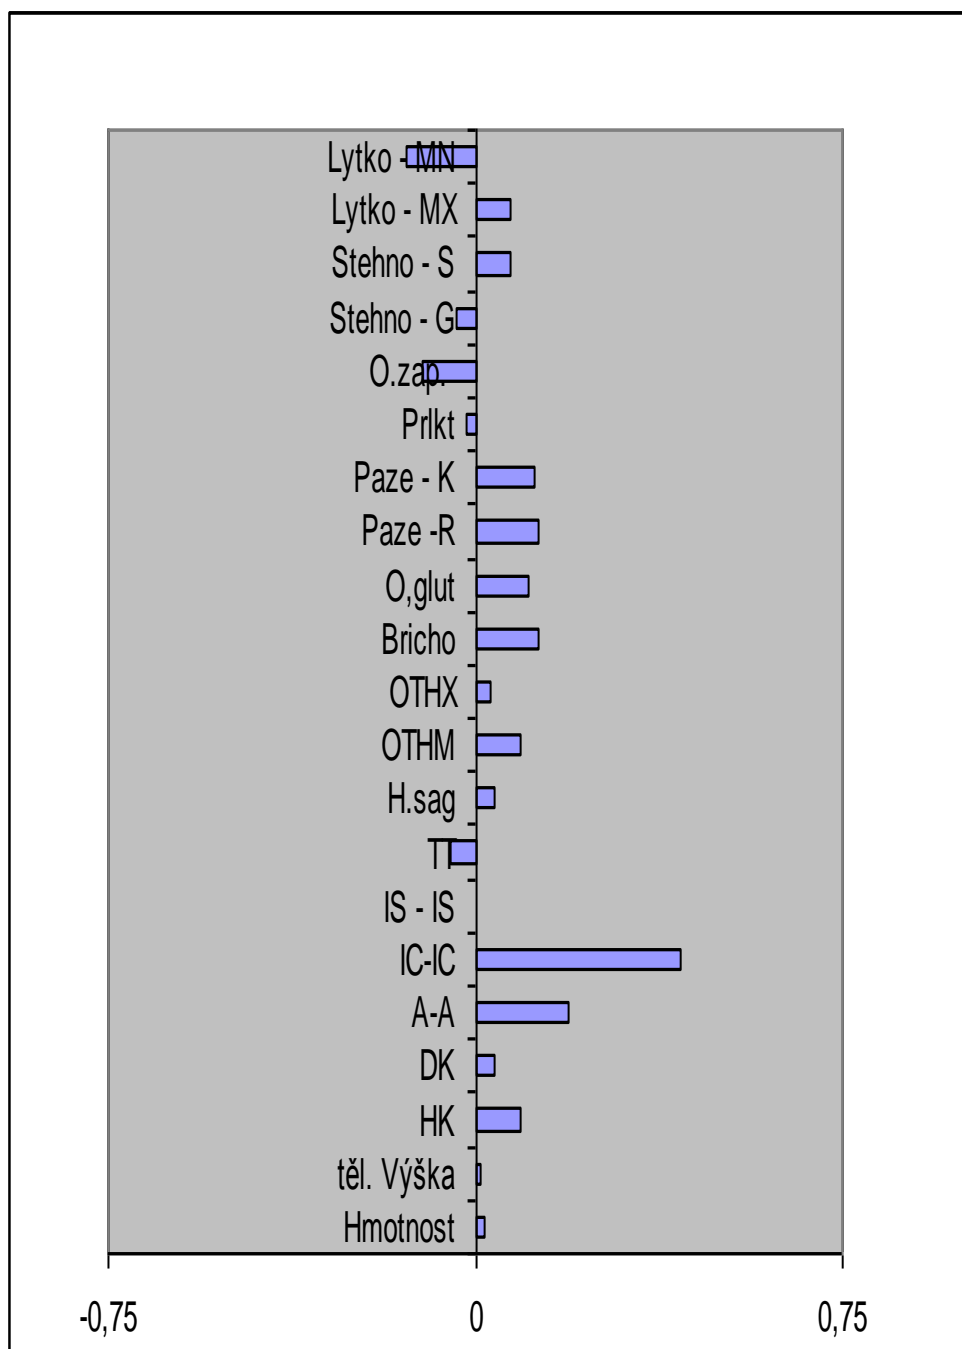 Lytko - MN
Lytko - MX
Stehno - S
Stehno - G
O.zap.
Prlkt
Paze - K
Paze -R
O,glut
Bricho
OTHX
OTHM
H.sag
IS - IS
IC-IC
A-A
DK
HK
těl. Výška
Hmotnost
-0,75 0 0,75